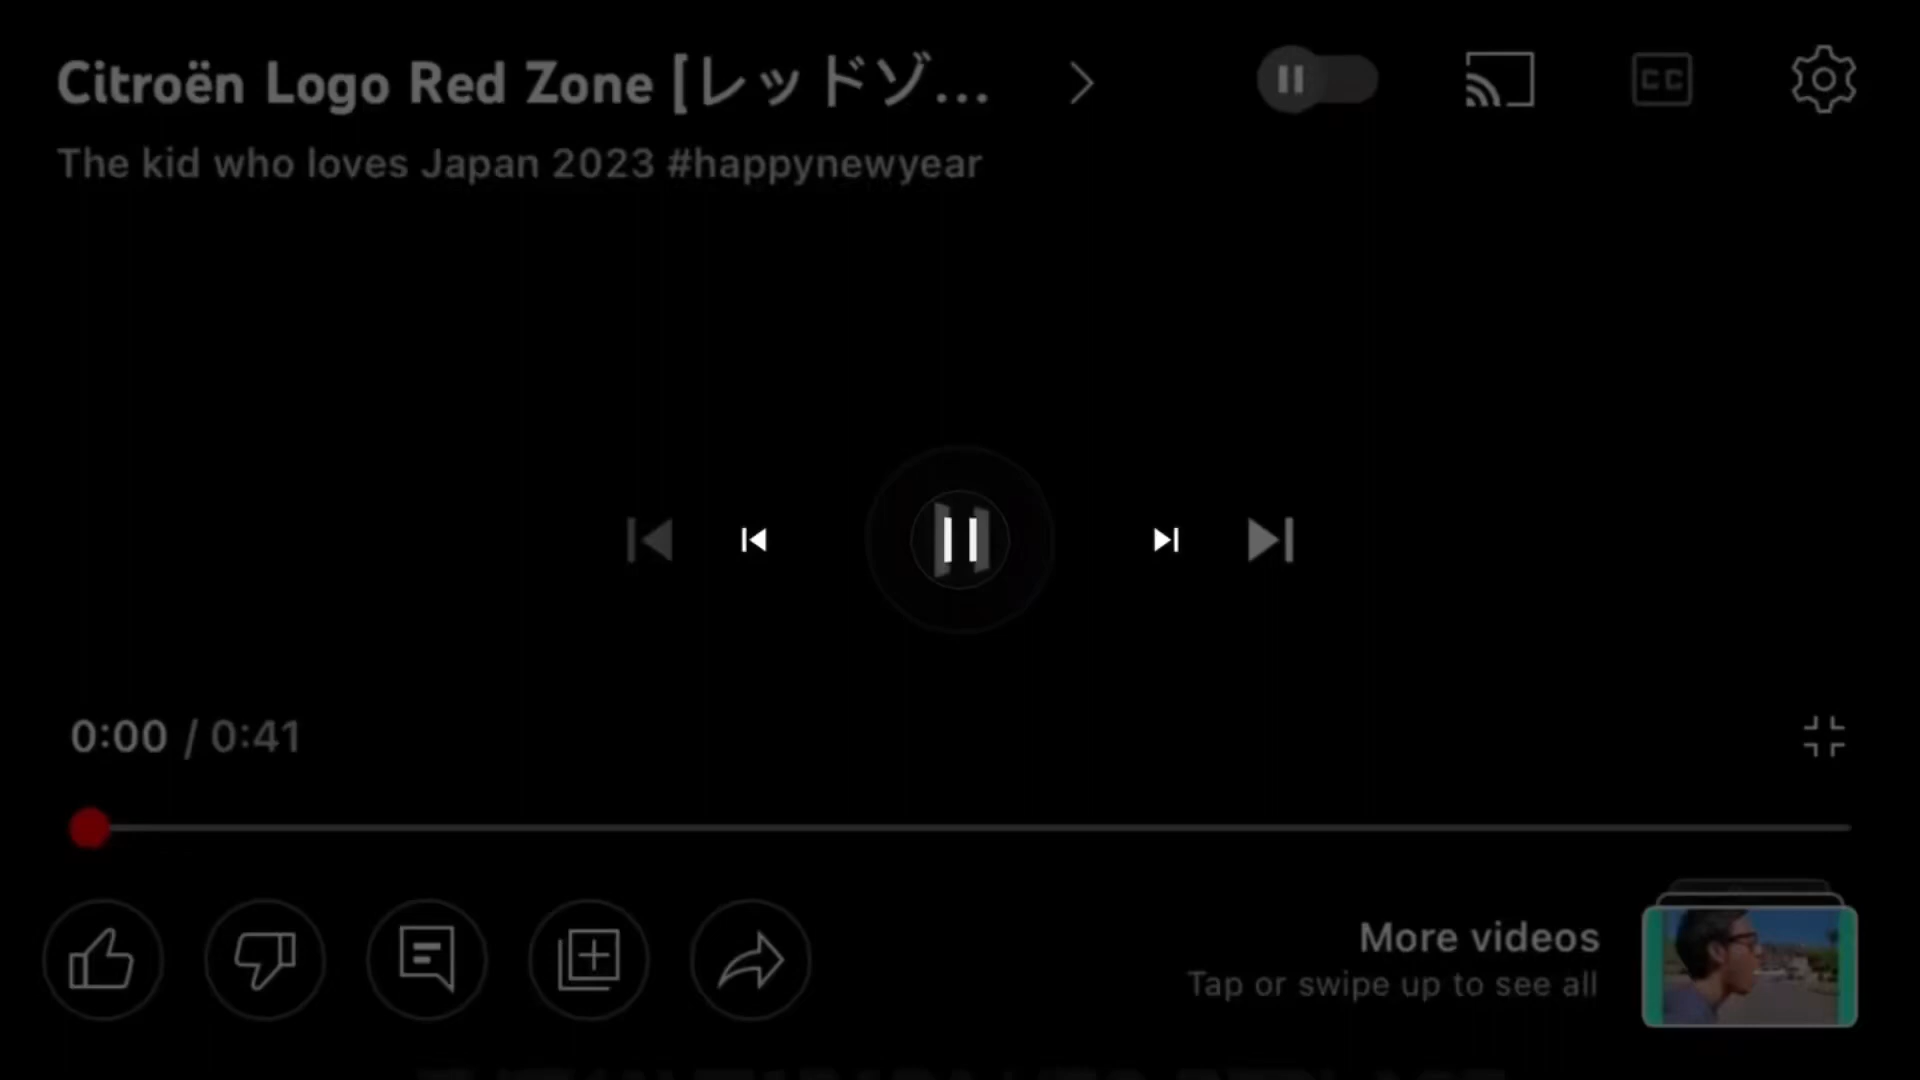 Citroën Logo Red Zone [レッドゾ...
The kid who loves Japan 2023 #happynewyear
CC
0:00 / 0:41
More videos
Tap or swipe up to see all